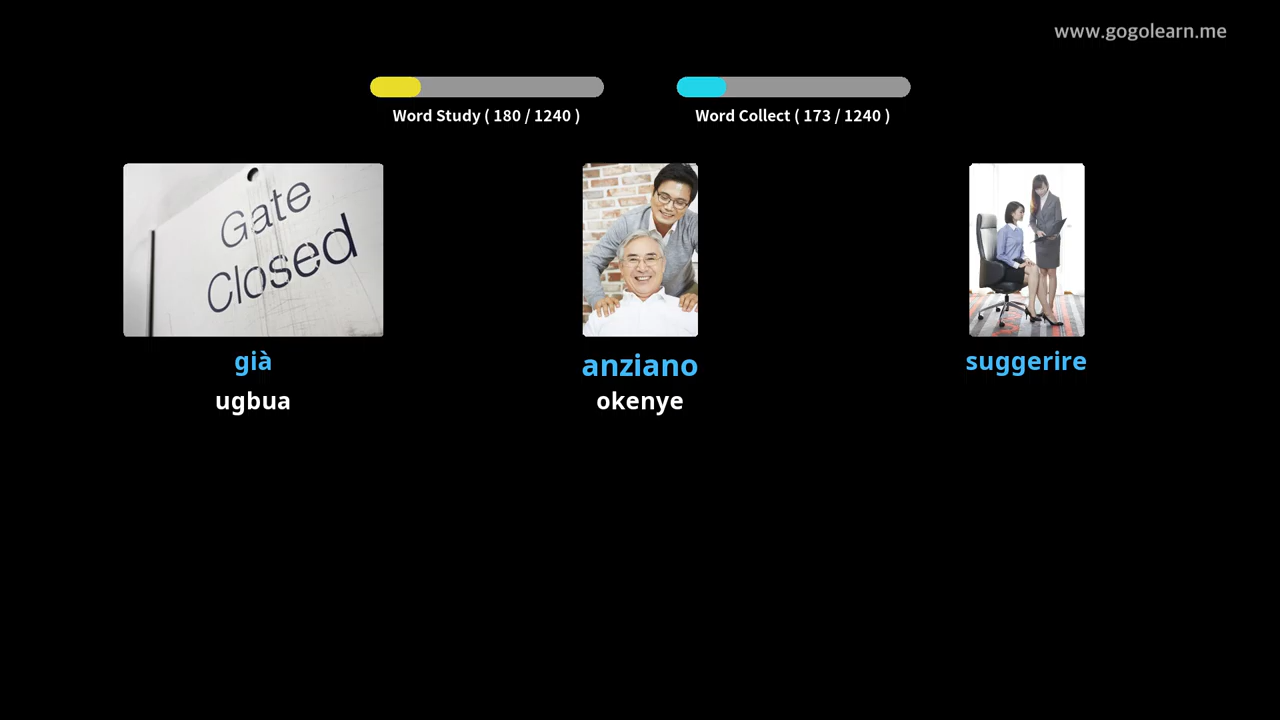 www.gogolearn.me
Word Study ( 180 / 1240 )
Word Collect ( 173 / 1240 )
Gate
Closed
già
anziano
suggerire
ugbua
okenye